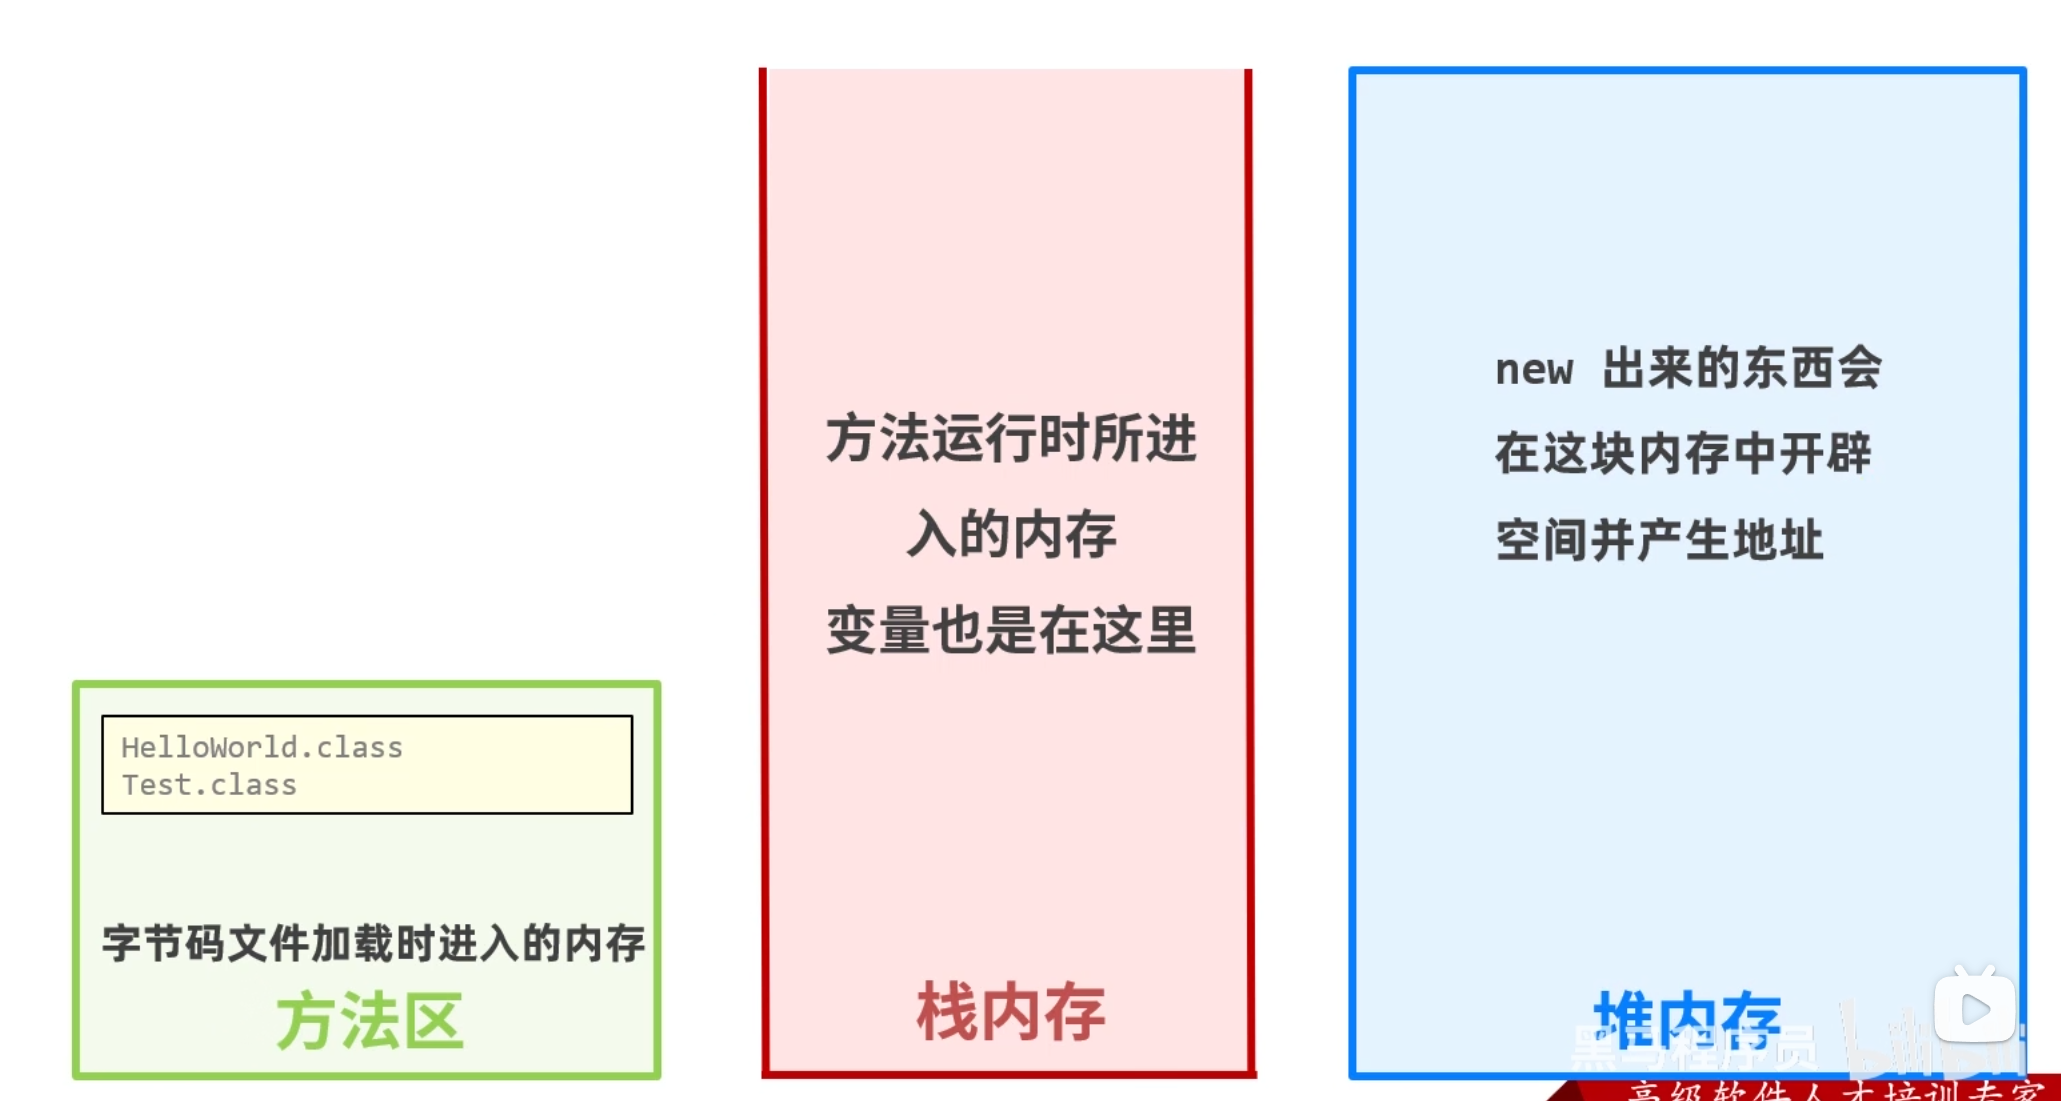 HelloWorld.class
Test.class
字节码文件加载时进入的内存
方法区
方法运行时所进
入的内存
变量也是在这里
栈内存
new 出来的东西会
在这块内存中开辟
空间并产生地址
堆内存
黑马程序员
bilibili
高级软件人才培训专家